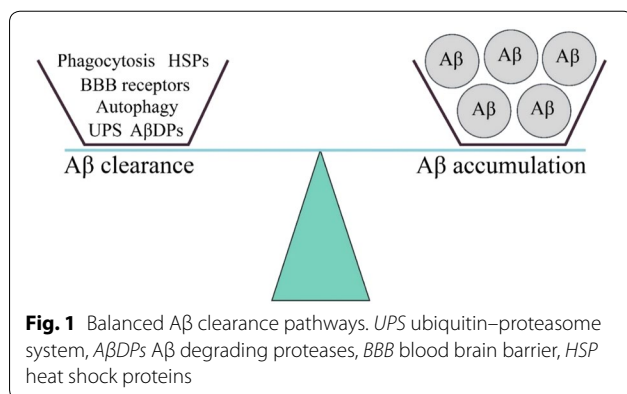 Phagocytosis HSPs
BBB receptors
Autophagy
UPS AβDPs
Aβ clearance
Aβ
Aβ
Aβ
Aβ
Aβ
Aβ accumulation
Fig. 1 Balanced Aβ clearance pathways. UPS ubiquitin–proteasome
system, AβDPs Aβ degrading proteases, BBB blood brain barrier, HSP
heat shock proteins